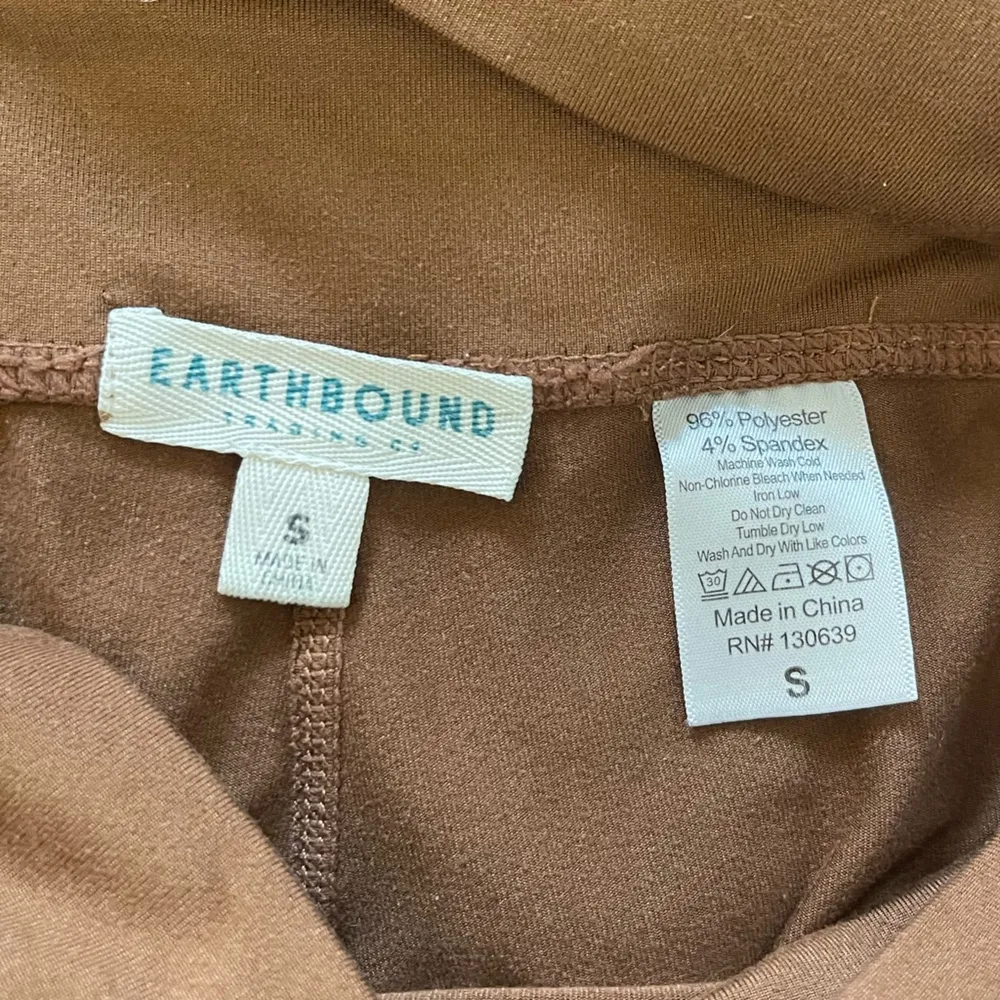 EARTHBOUND
TRADING CO
S
MADE IN
CHINA
96% Polyester
4% Spandex
Machine Wash Cold
Non-Chlorine Bleach When Needed
Iron Low
Do Not Dry Clean
Tumble Dry Low
Wash And Dry With Like Colors
30
Made in China
RN# 130639
S